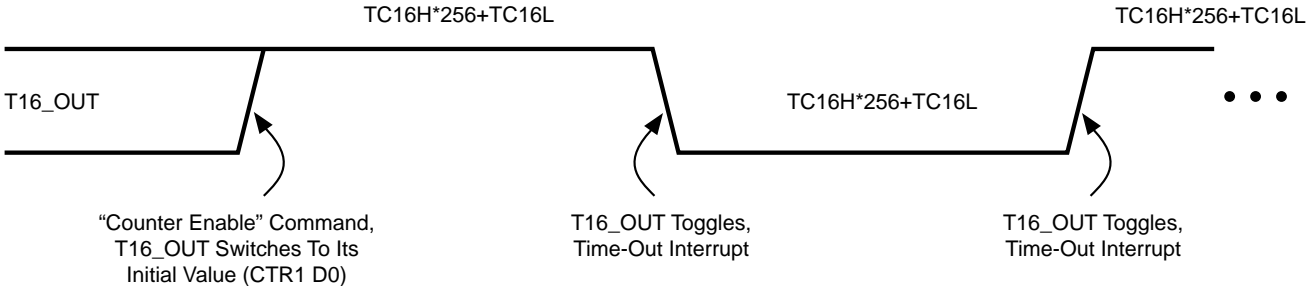 TC16H*256+TC16L
TC16H*256+TC16L
T16_OUT
TC16H*256+TC16L
“Counter Enable” Command,
T16_OUT Switches To Its
Initial Value (CTR1 D0)
T16_OUT Toggles,
Time-Out Interrupt
T16_OUT Toggles,
Time-Out Interrupt